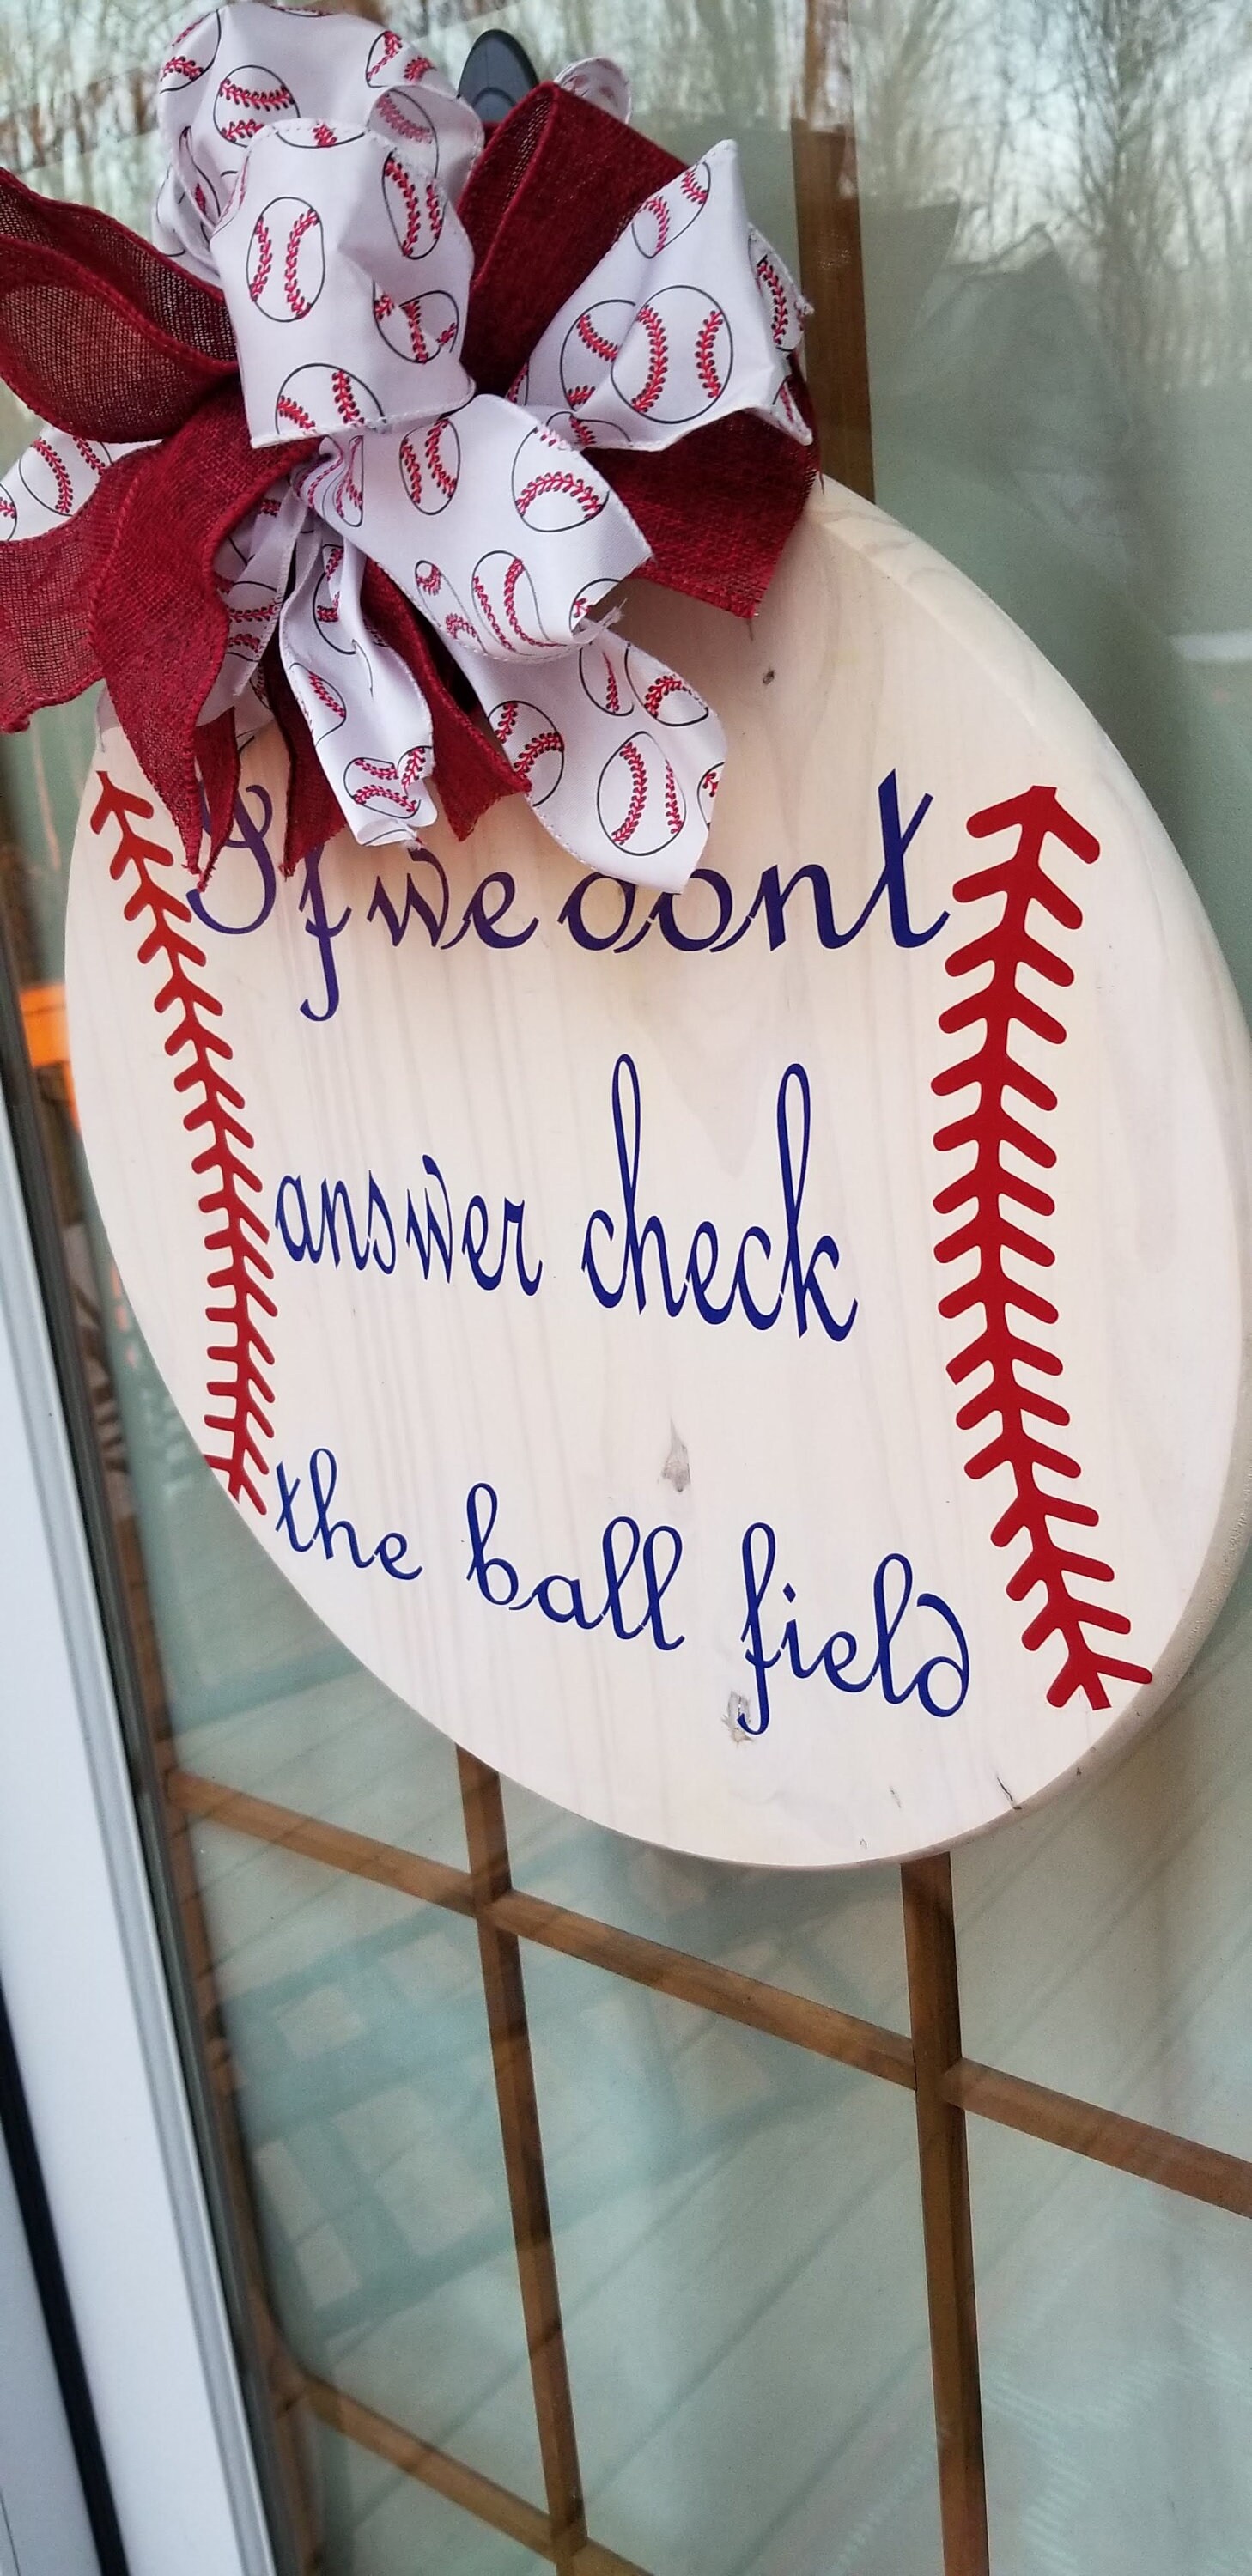 If we dont
answer check
the ball field